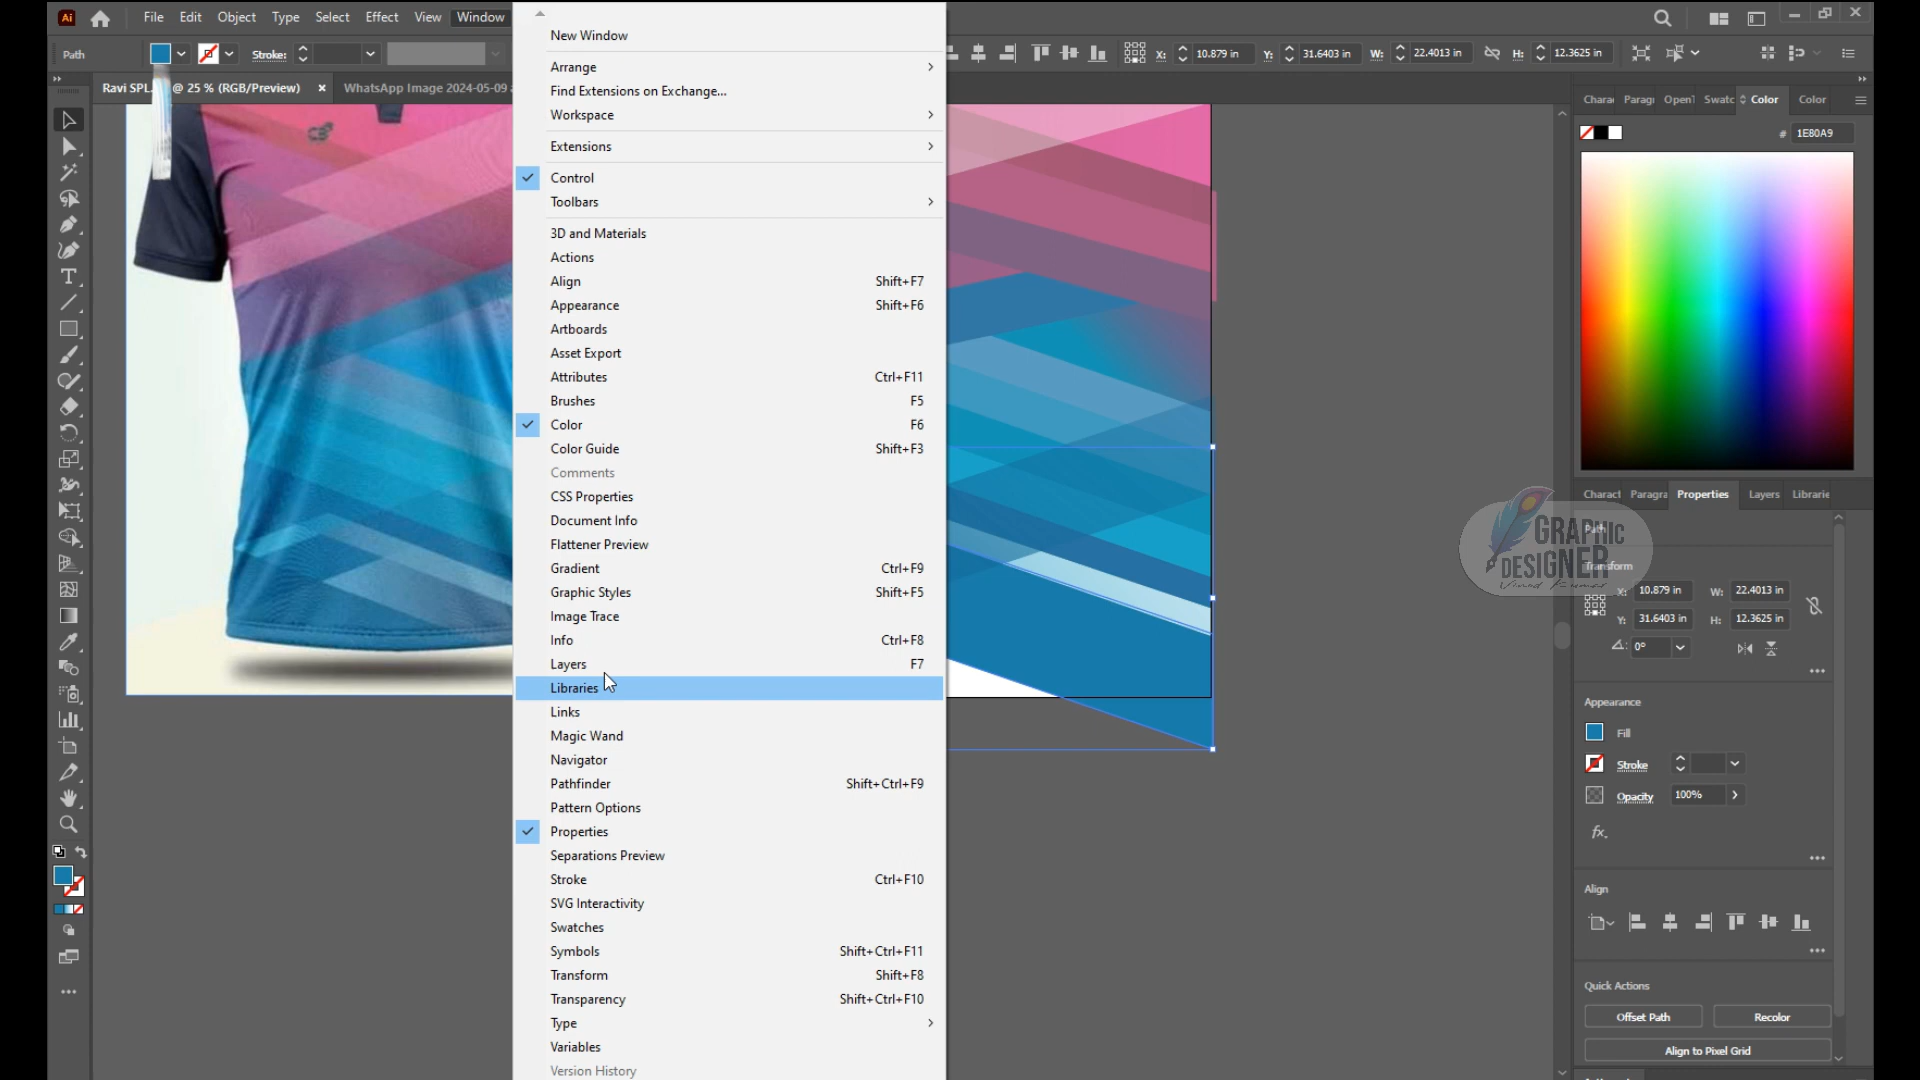 Ai File Edit Object Type Select Effect View Window
Path Stroke: X: 10.879 in Y: 31.6403 in W: 22.4013 in H: 12.3625 in
Ravi SPL @ 25 % (RGB/Preview) × WhatsApp Image 2024-05-09
New Window
Arrange
Find Extensions on Exchange...
Workspace
Extensions
Control
Toolbars
3D and Materials
Actions
Align Shift+F7
Appearance Shift+F6
Artboards
Asset Export
Attributes Ctrl+F11
Brushes F5
Color F6
Color Guide Shift+F3
Comments
CSS Properties
Document Info
Flattener Preview
Gradient Ctrl+F9
Graphic Styles Shift+F5
Image Trace
Info Ctrl+F8
Layers F7
Libraries
Links
Magic Wand
Navigator
Pathfinder Shift+Ctrl+F9
Pattern Options
Properties
Separations Preview
Stroke Ctrl+F10
SVG Interactivity
Swatches
Symbols Shift+Ctrl+F11
Transform Shift+F8
Transparency Shift+Ctrl+F10
Type
Variables
Version History
Charac Paragr OpenT Swatc Color Color
# 1E80A9
Charact Paragra Properties Layers Librarie
Path
GRAPHIC
DESIGNER
Transform
X: 10.879 in W: 22.4013 in
Y: 31.6403 in H: 12.3625 in
0°
Appearance
Fill
Stroke
Opacity 100%
fx.
Align
Quick Actions
Offset Path Recolor
Align to Pixel Grid